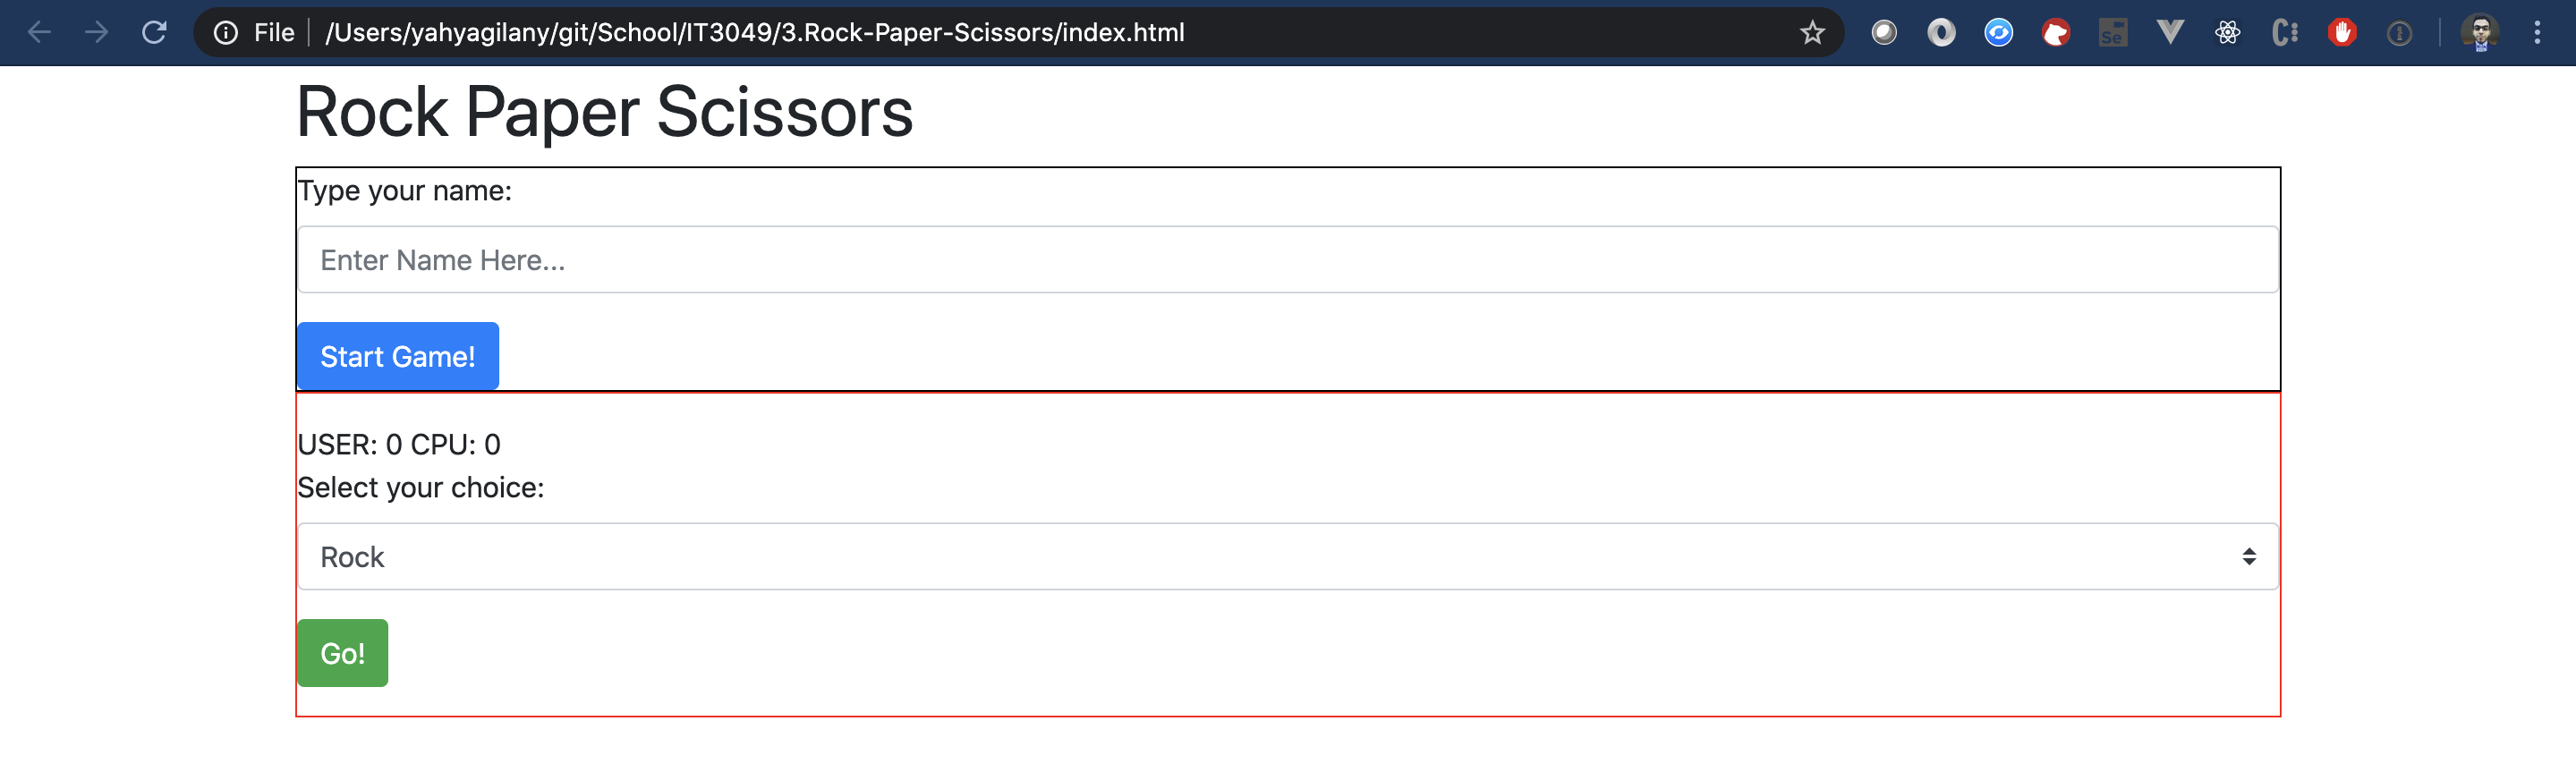 File /Users/yahyagilany/git/School/IT3049/3.Rock-Paper-Scissors/index.html
Se
Rock Paper Scissors
Type your name:
Enter Name Here...
Start Game!
USER: 0 CPU: 0
Select your choice:
Rock
Go!